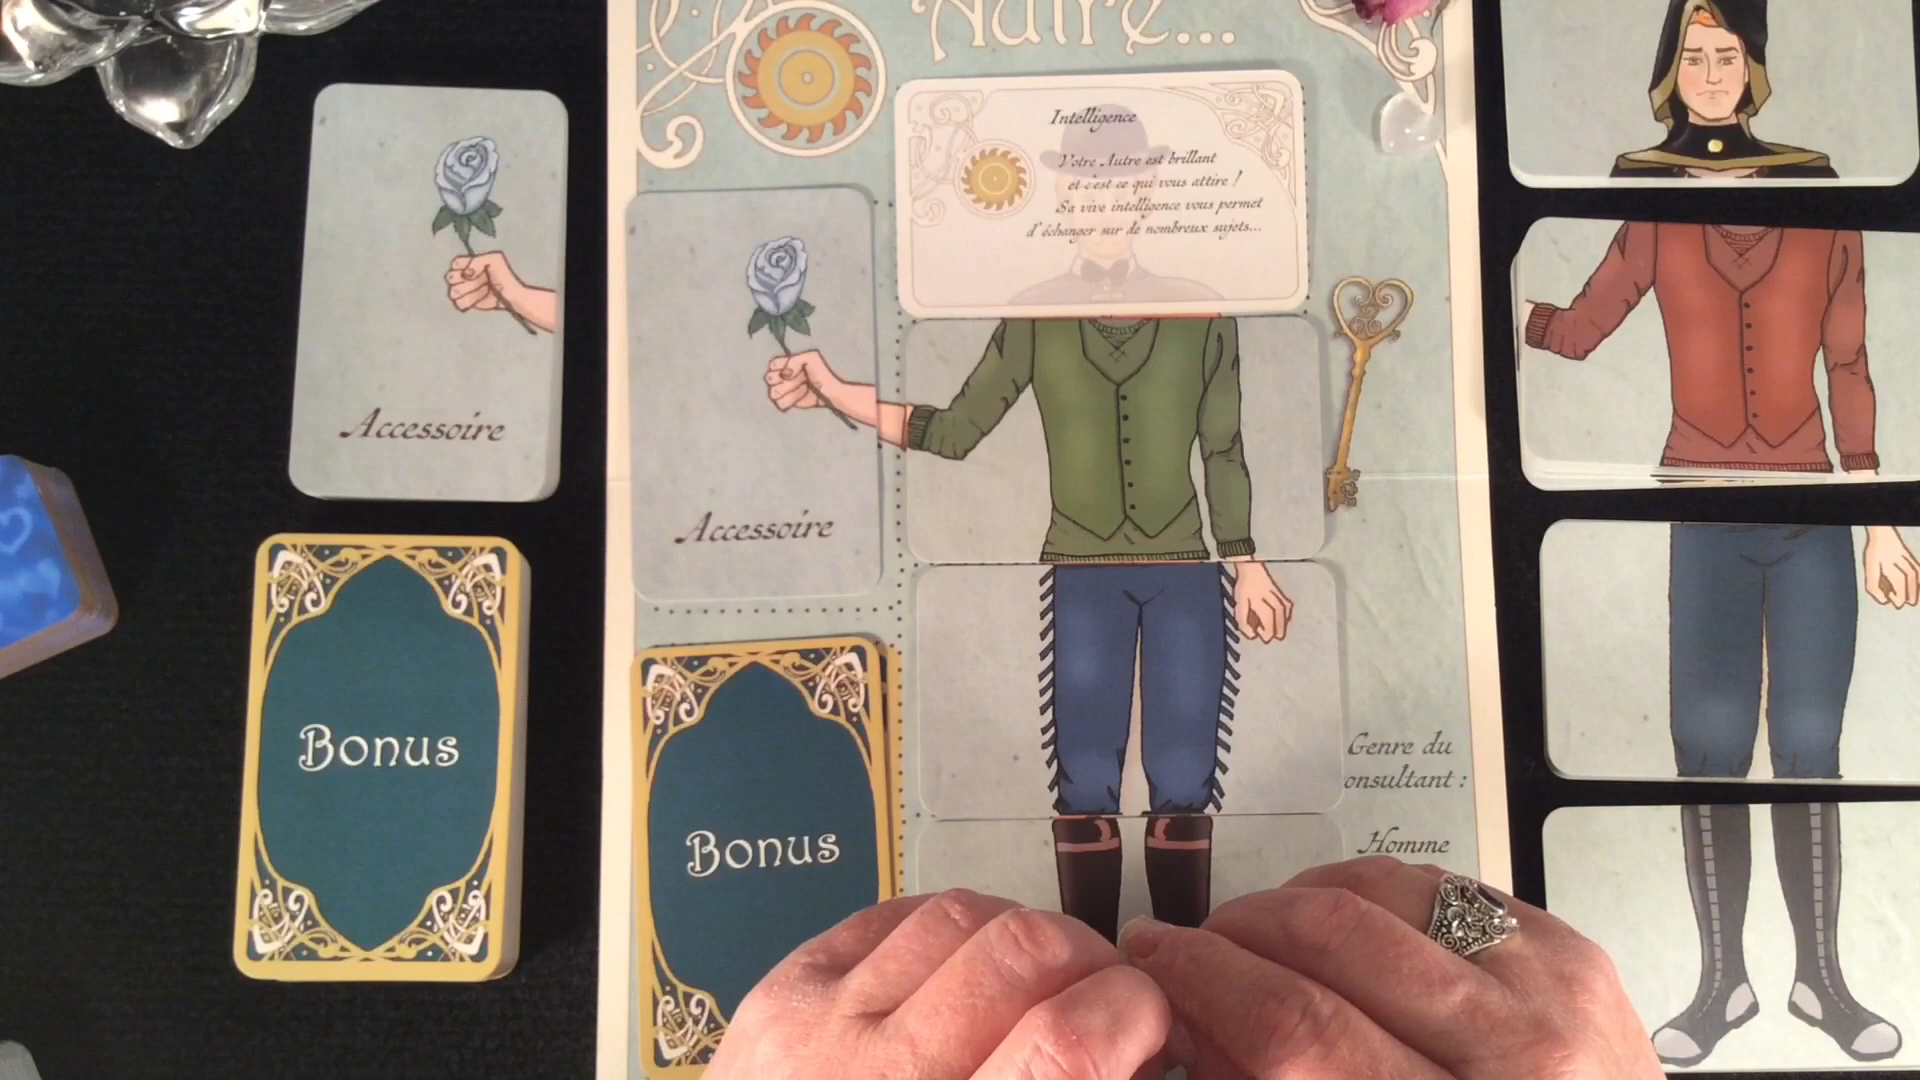 Autre...
Intelligence
Votre Autre est brillant
et c'est ce qui vous attire !
Sa vive intelligence vous permet
d'échanger sur de nombreux sujets...
Accessoire
Accessoire
Bonus
Bonus
Genre du
onsultant :
Homme